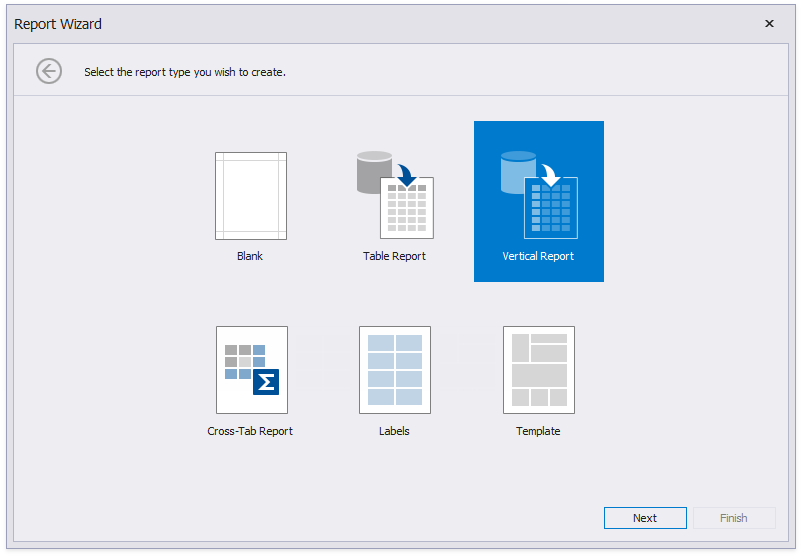 Report Wizard
Select the report type you wish to create.
Blank
Table Report
Vertical Report
Cross-Tab Report
Labels
Template
Next
Finish